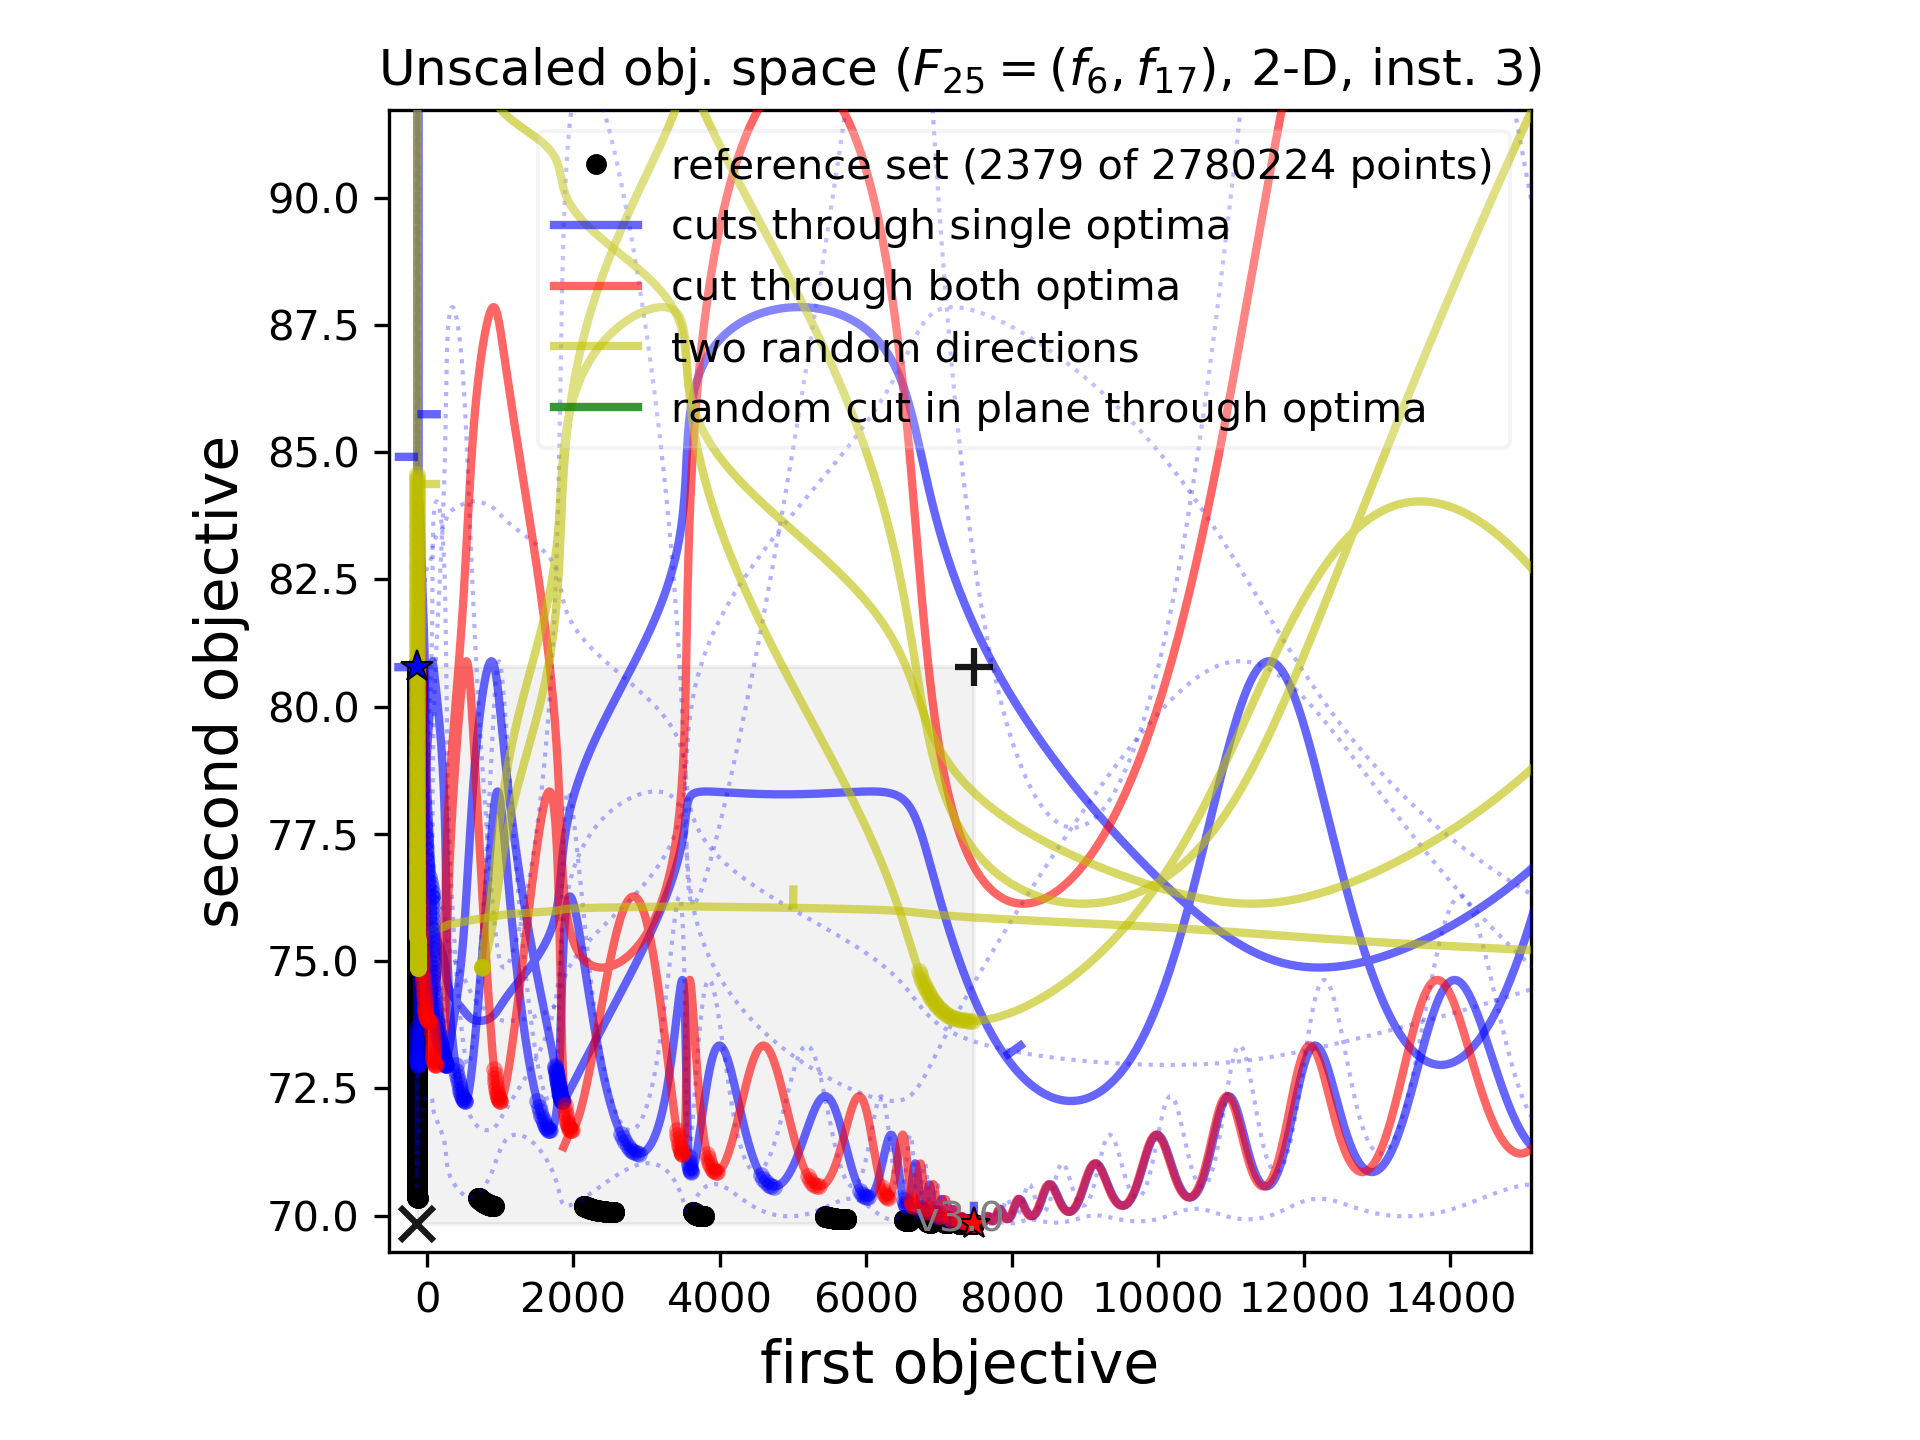 Unscaled obj. space (F25 = (f6, f17), 2-D, inst. 3)
reference set (2379 of 2780224 points)
cuts through single optima
cut through both optima
two random directions
random cut in plane through optima
second objective
90.0
87.5
85.0
82.5
80.0
77.5
75.0
72.5
70.0
v3.0
0 2000 4000 6000 8000 10000 12000 14000
first objective